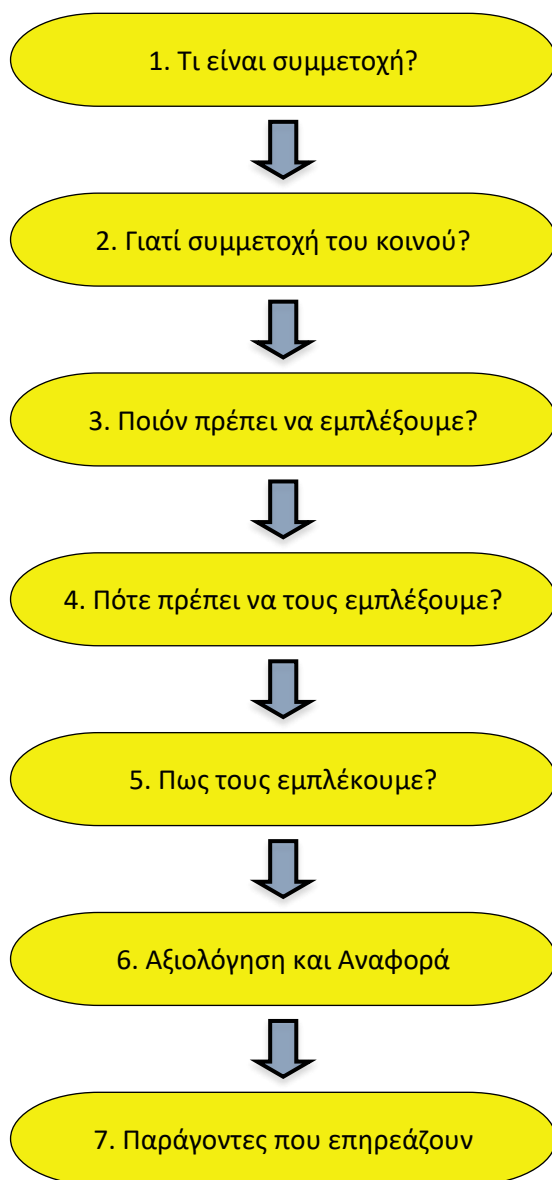 1. Τι είναι συμμετοχή?
2. Γιατί συμμετοχή του κοινού?
3. Ποιόν πρέπει να εμπλέξουμε?
4. Πότε πρέπει να τους εμπλέξουμε?
5. Πως τους εμπλέκουμε?
6. Αξιολόγηση και Αναφορά
7. Παράγοντες που επηρεάζουν